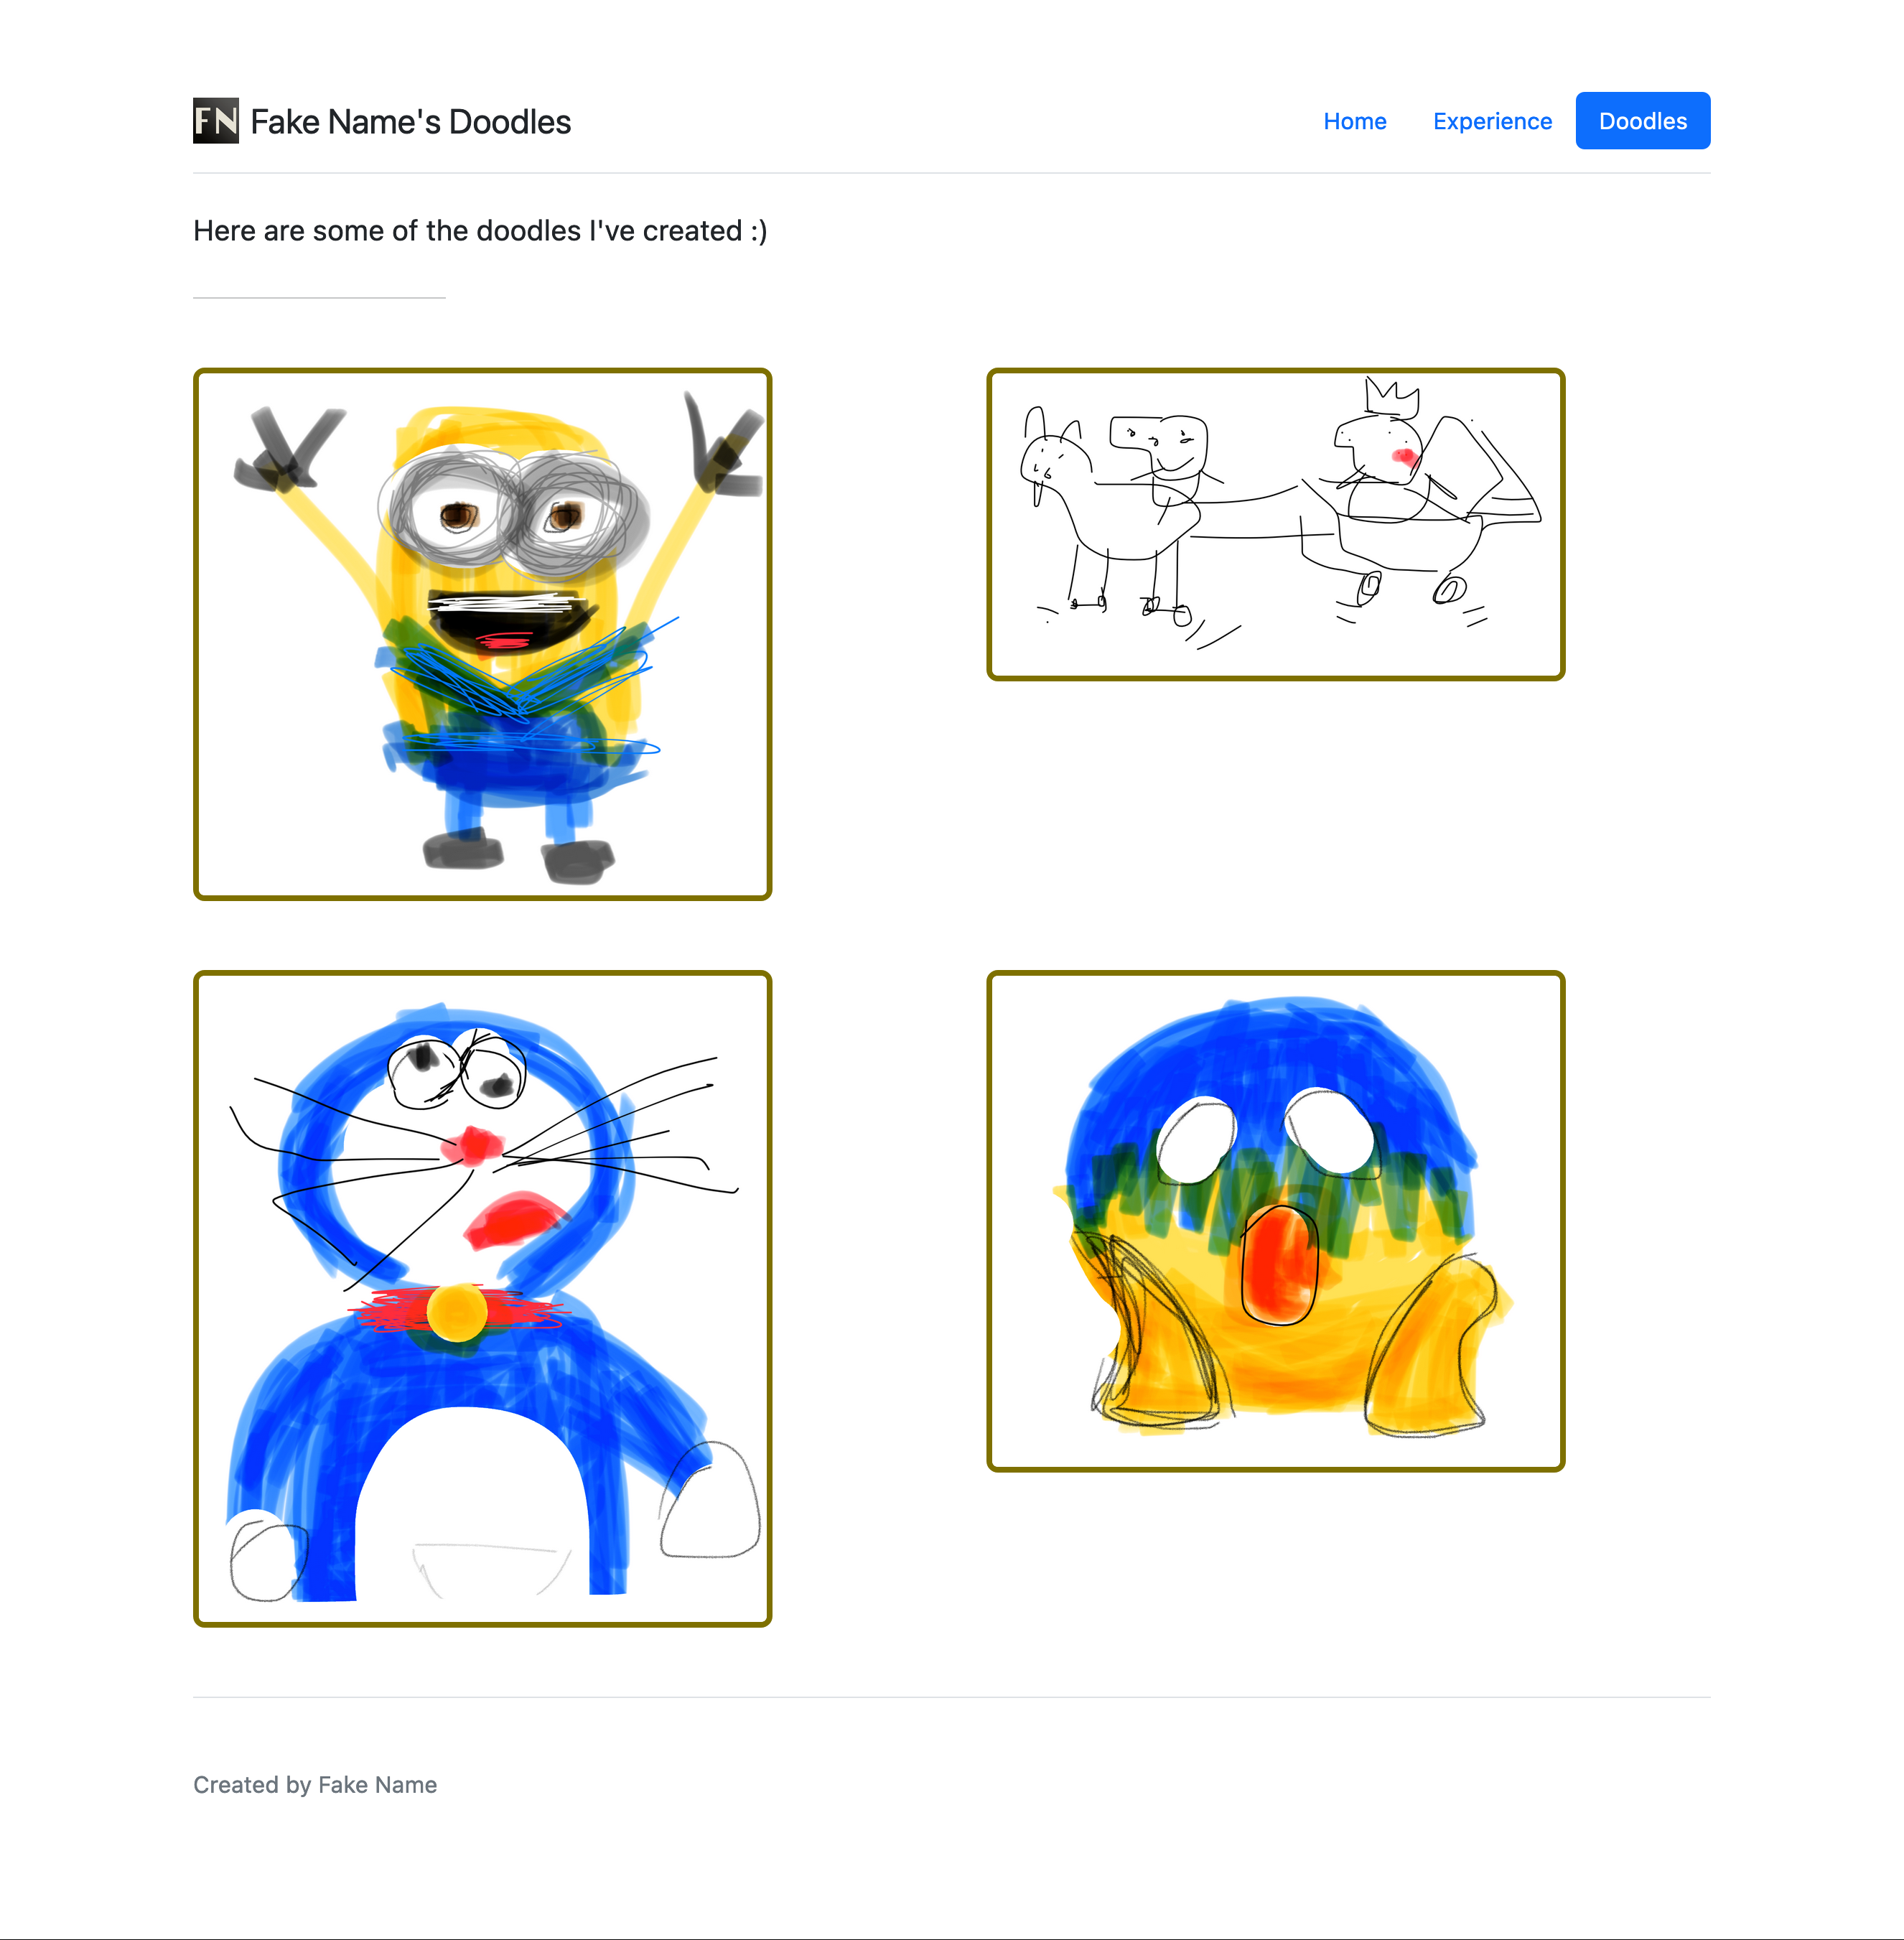 FN Fake Name's Doodles
Home Experience Doodles
Here are some of the doodles I've created :)
Created by Fake Name